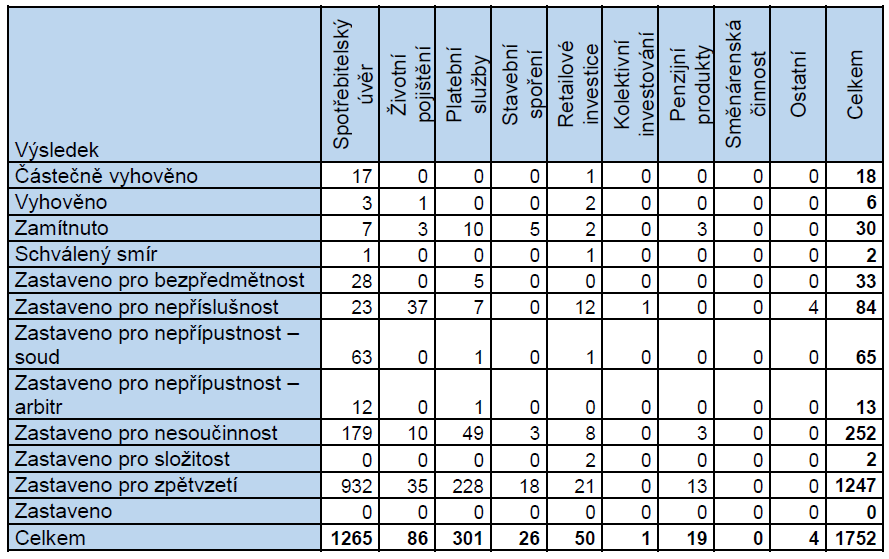 Výsledek Spotřebitelský úvěr Životní pojištění Platební služby Stavební spoření Retailové investice Kolektivní investování Penzijní produkty Směnárenská činnost Ostatní Celkem
Částečně vyhověno 17 0 0 0 1 0 0 0 0 18
Vyhověno 3 1 0 0 2 0 0 0 0 6
Zamítnuto 7 3 10 5 2 0 3 0 0 30
Schválený smír 1 0 0 0 1 0 0 0 0 2
Zastaveno pro bezpředmětnost 28 0 5 0 0 0 0 0 0 33
Zastaveno pro nepříslušnost 23 37 7 0 12 1 0 0 4 84
Zastaveno pro nepřípustnost –
soud 63 0 1 0 1 0 0 0 0 65
Zastaveno pro nepřípustnost –
arbitr 12 0 1 0 0 0 0 0 0 13
Zastaveno pro nesoučinnost 179 10 49 3 8 0 3 0 0 252
Zastaveno pro složitost 0 0 0 0 2 0 0 0 0 2
Zastaveno pro zpětvzetí 932 35 228 18 21 0 13 0 0 1247
Zastaveno 0 0 0 0 0 0 0 0 0 0
Celkem 1265 86 301 26 50 1 19 0 4 1752